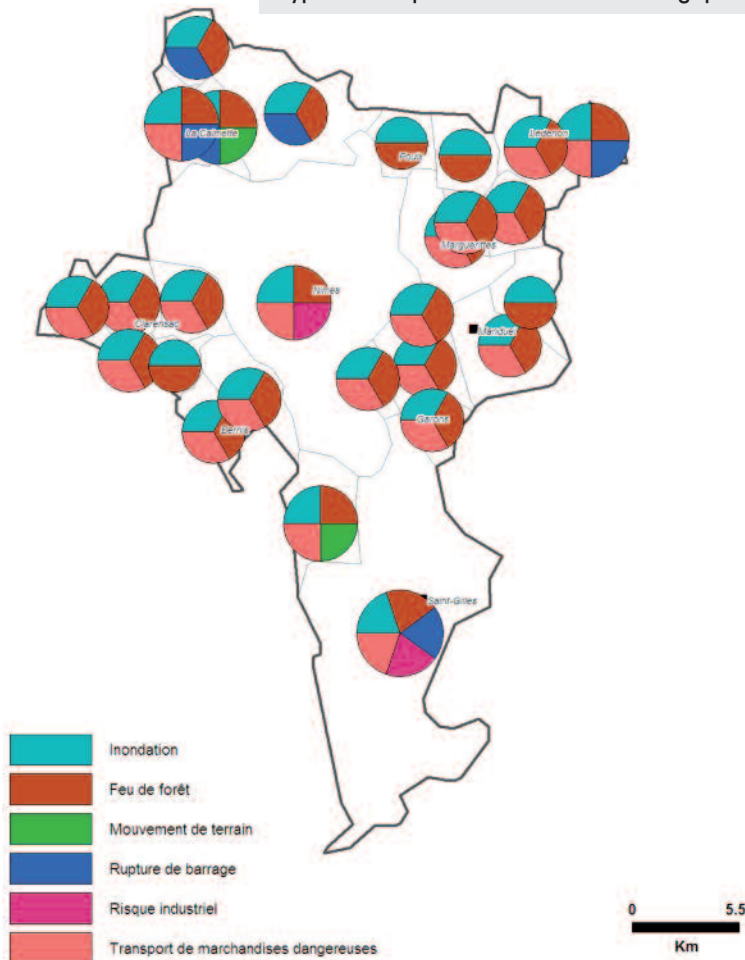 La Calmette
Poulx
Lédenon
Marguerittes
Nîmes
Clarensac
Manduel
Bernis
Garons
Saint-Gilles
Inondation
Feu de forêt
Mouvement de terrain
Rupture de barrage
Risque industriel
Transport de marchandises dangereuses
0 5.5
Km